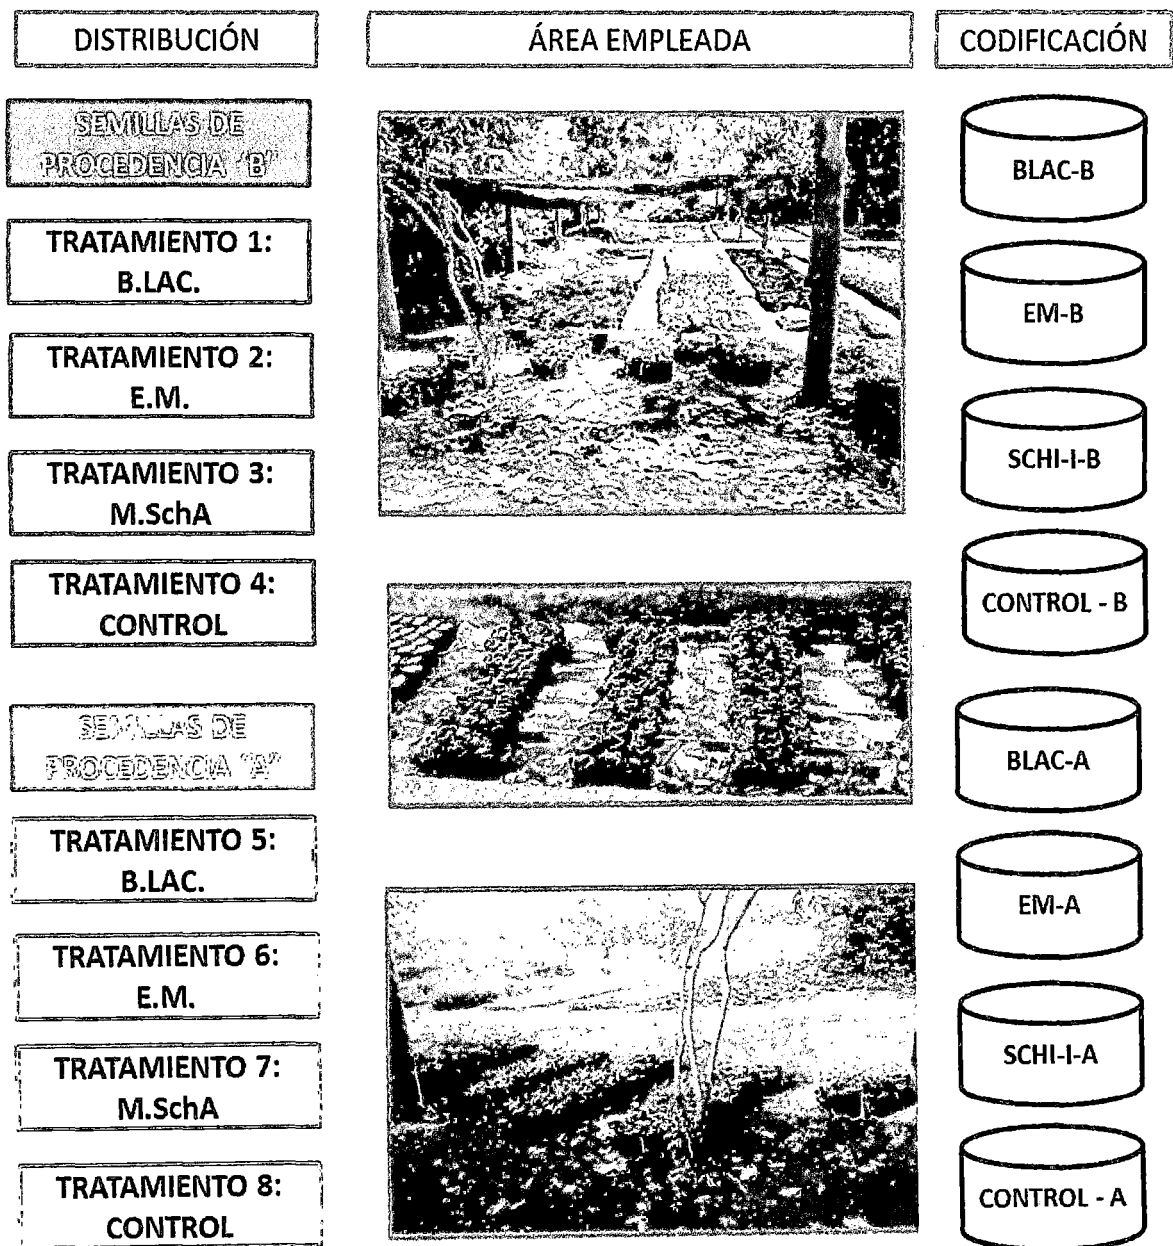 DISTRIBUCIÓN
SEMILLAS DE
PROCEDENCIA "B"
TRATAMIENTO 1:
B.LAC.
TRATAMIENTO 2:
E.M.
TRATAMIENTO 3:
M.SchA
TRATAMIENTO 4:
CONTROL
SEMILLAS DE
PROCEDENCIA "A"
TRATAMIENTO 5:
B.LAC.
TRATAMIENTO 6:
E.M.
TRATAMIENTO 7:
M.SchA
TRATAMIENTO 8:
CONTROL
ÁREA EMPLEADA
CODIFICACIÓN
BLAC-B
EM-B
SCHI-I-B
CONTROL - B
BLAC-A
EM-A
SCHI-I-A
CONTROL - A